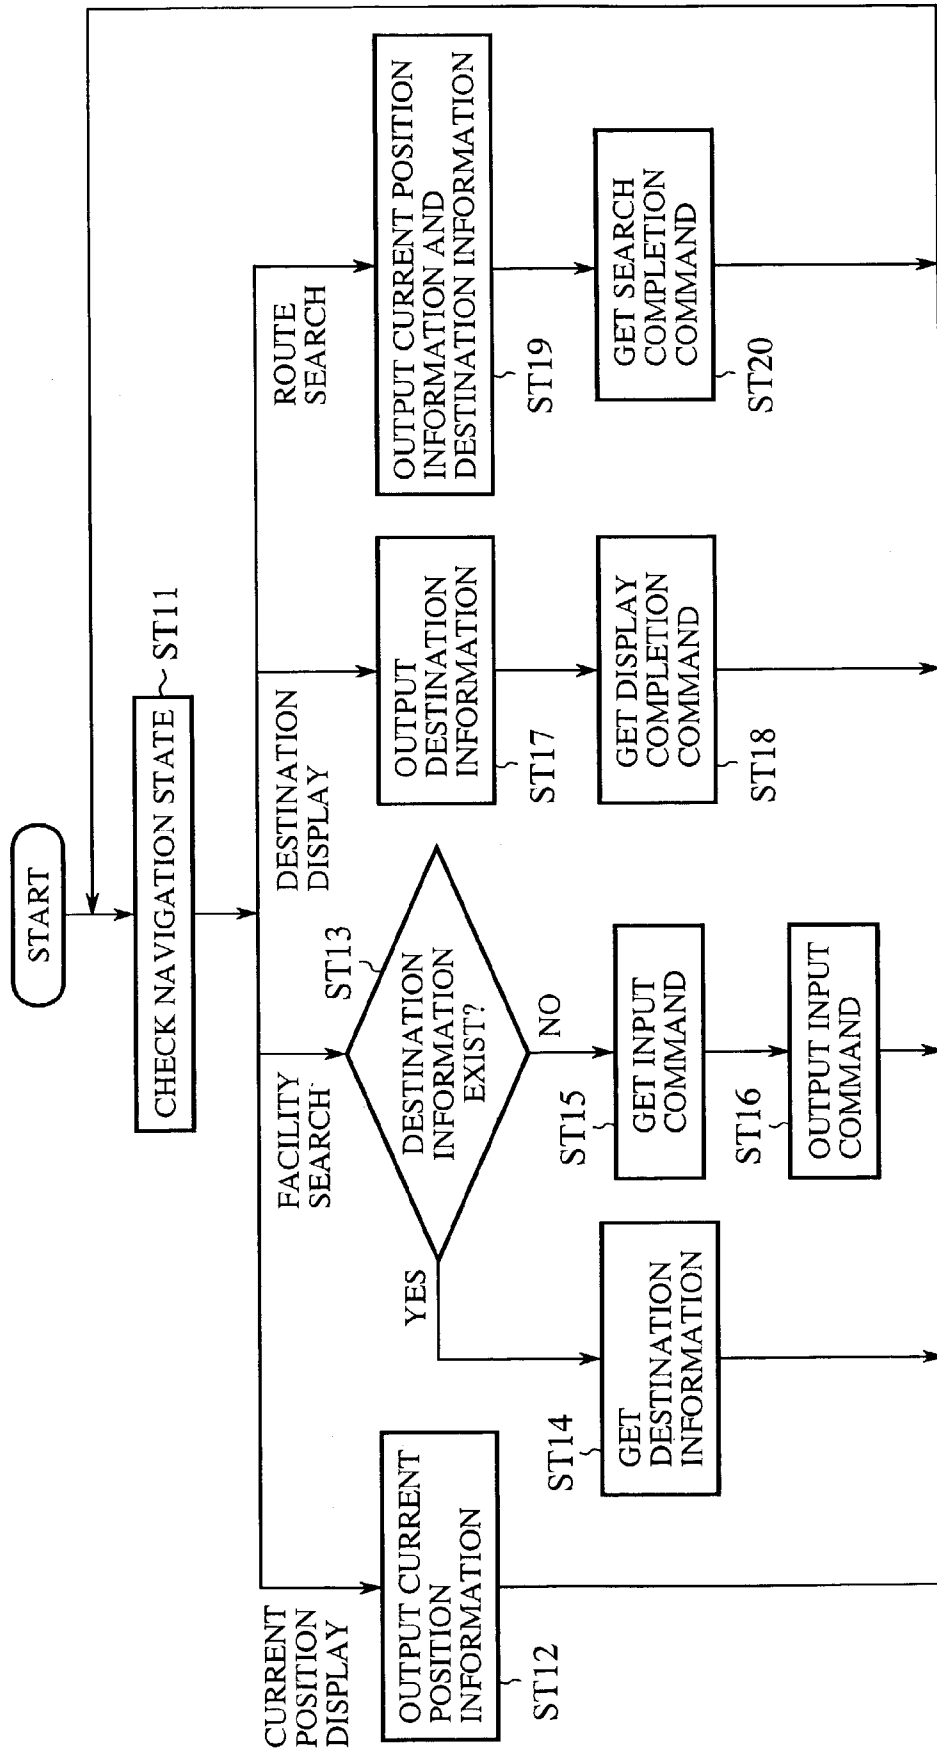 START
CHECK NAVIGATION STATE
ST11
CURRENT
POSITION
DISPLAY
FACILITY
SEARCH
DESTINATION
DISPLAY
ROUTE
SEARCH
OUTPUT CURRENT
POSITION
INFORMATION
ST12
ST13
DESTINATION
INFORMATION
EXIST?
YES
NO
GET
DESTINATION
INFORMATION
ST14
ST15
GET INPUT
COMMAND
ST16
OUTPUT INPUT
COMMAND
OUTPUT
DESTINATION
INFORMATION
ST17
GET DISPLAY
COMPLETION
COMMAND
ST18
OUTPUT CURRENT POSITION
INFORMATION AND
DESTINATION INFORMATION
ST19
GET SEARCH
COMPLETION
COMMAND
ST20